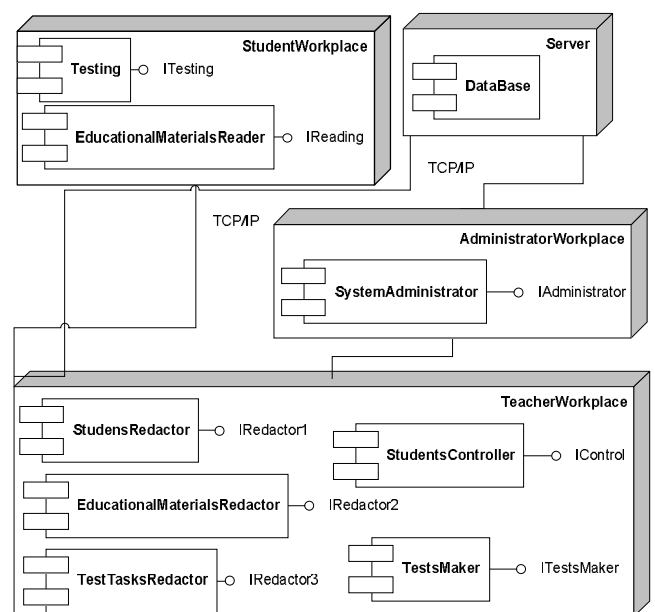 StudentWorkplace
Testing
ITesting
EducationalMaterialsReader
IReading
Server
DataBase
TCP/IP
TCP/IP
AdministratorWorkplace
SystemAdministrator
IAdministrator
TeacherWorkplace
StudensRedactor
IRedactor1
StudentsController
IControl
EducationalMaterialsRedactor
IRedactor2
TestTasksRedactor
IRedactor3
TestsMaker
ITestsMaker